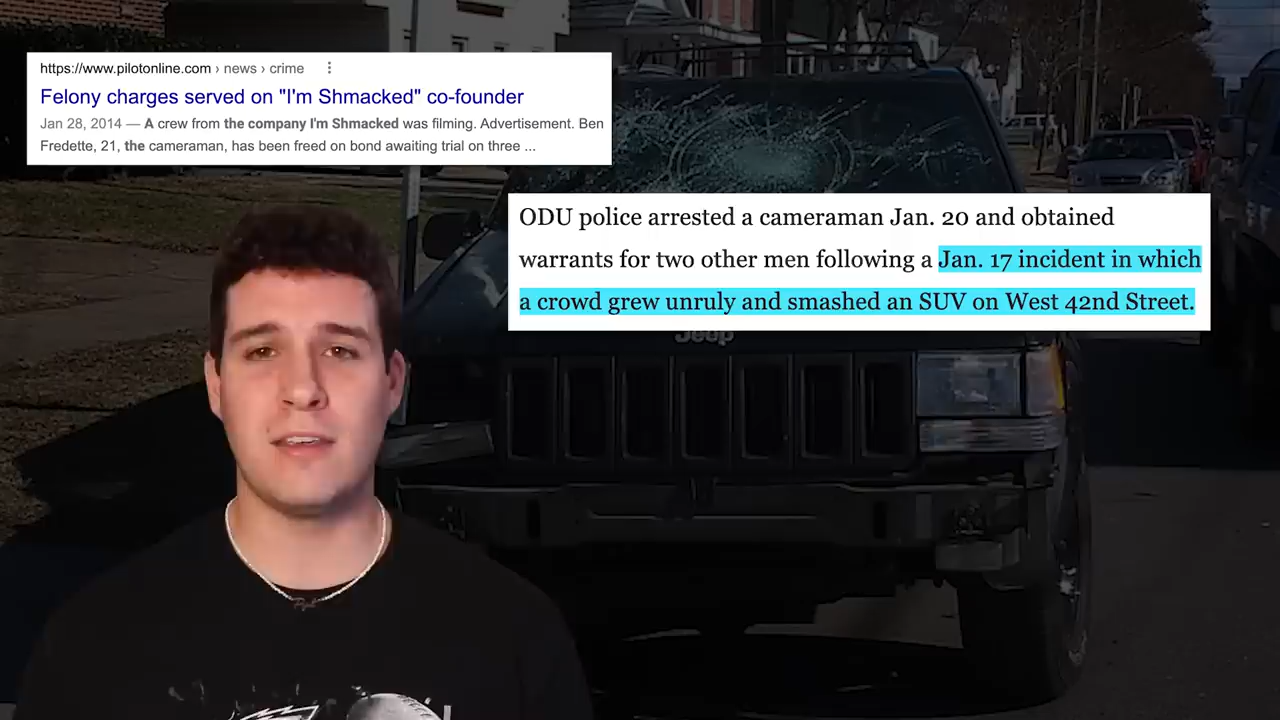 https://www.pilotonline.com › news › crime
Felony charges served on "I'm Shmacked" co-founder
Jan 28, 2014 — A crew from the company I'm Shmacked was filming. Advertisement. Ben
Fredette, 21, the cameraman, has been freed on bond awaiting trial on three ...
ODU police arrested a cameraman Jan. 20 and obtained
warrants for two other men following a Jan. 17 incident in which
a crowd grew unruly and smashed an SUV on West 42nd Street.
Jeep